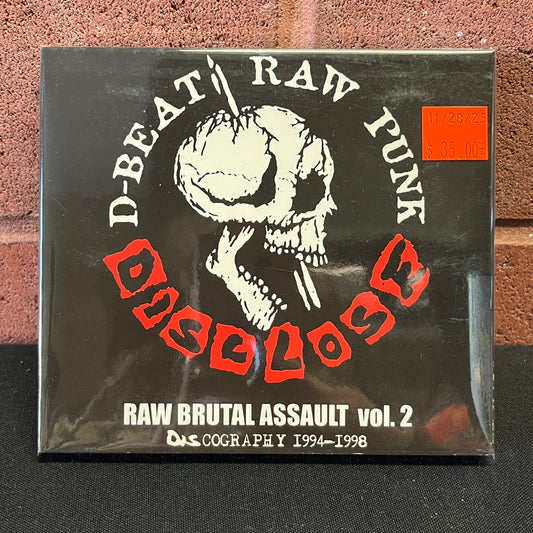 D-BEAT RAW PUNK
11/28/25
$ 35.00
DISCLOSE
RAW BRUTAL ASSAULT vol. 2
DISCOGRAPHY 1994-1998